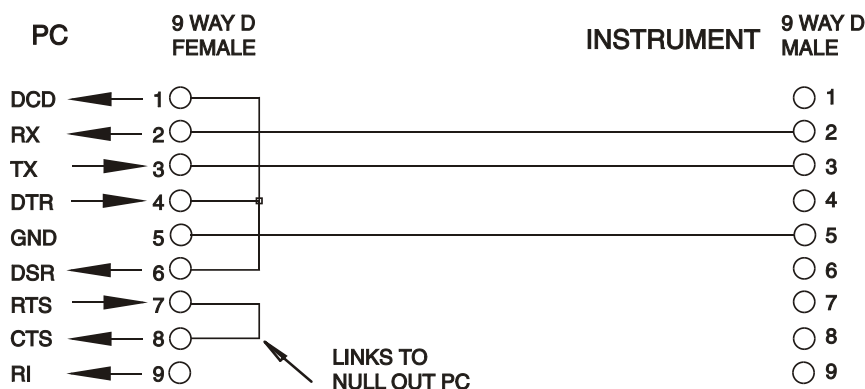 PC
9 WAY D
FEMALE
INSTRUMENT
9 WAY D
MALE
DCD 1 1
RX 2 2
TX 3 3
DTR 4 4
GND 5 5
DSR 6 6
RTS 7 7
CTS 8 8
RI 9 9
LINKS TO
NULL OUT PC